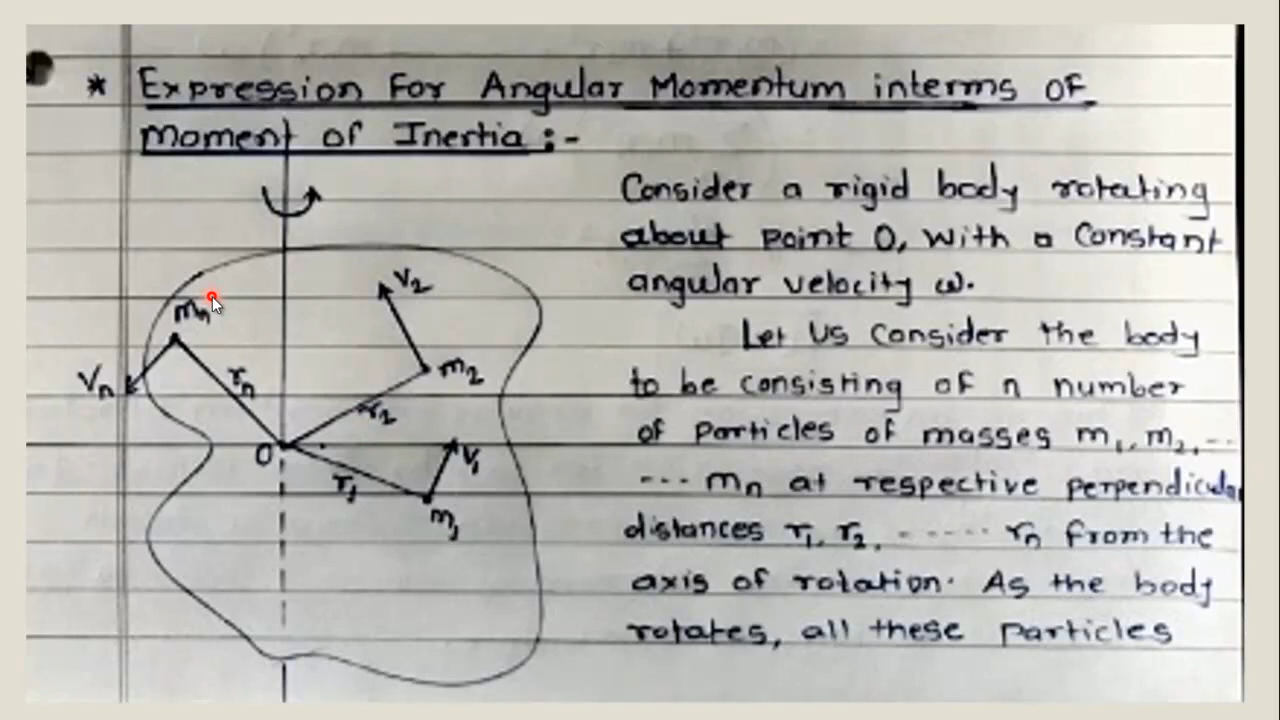 * Expression For Angular Momentum interms of
Moment of Inertia :-
Consider a rigid body rotating
about point O, with a constant
angular velocity ω.
Let Us Consider the body
to be consisting of n number
of particles of masses m₁, m₂, --
--- mₙ at respective perpendicular
distances r₁, r₂, ------ rₙ from the
axis of rotation. As the body
rotates, all these particles
V₂
mₙ
m₂
Vₙ
rₙ
r₂
O
V₁
r₁
m₁